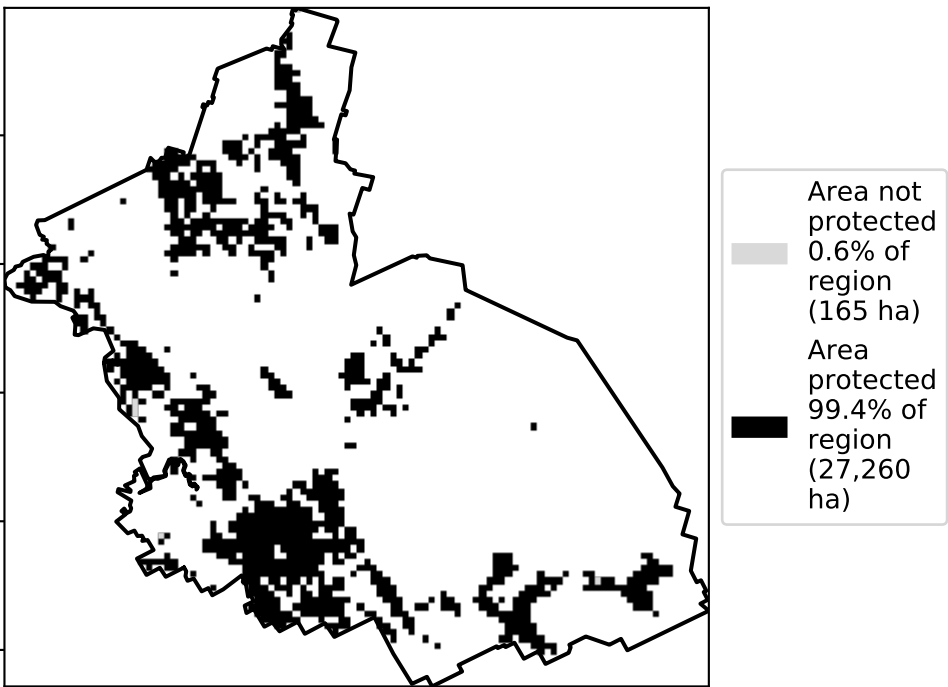 Area not
protected
0.6% of
region
(165 ha)
Area
protected
99.4% of
region
(27,260
ha)